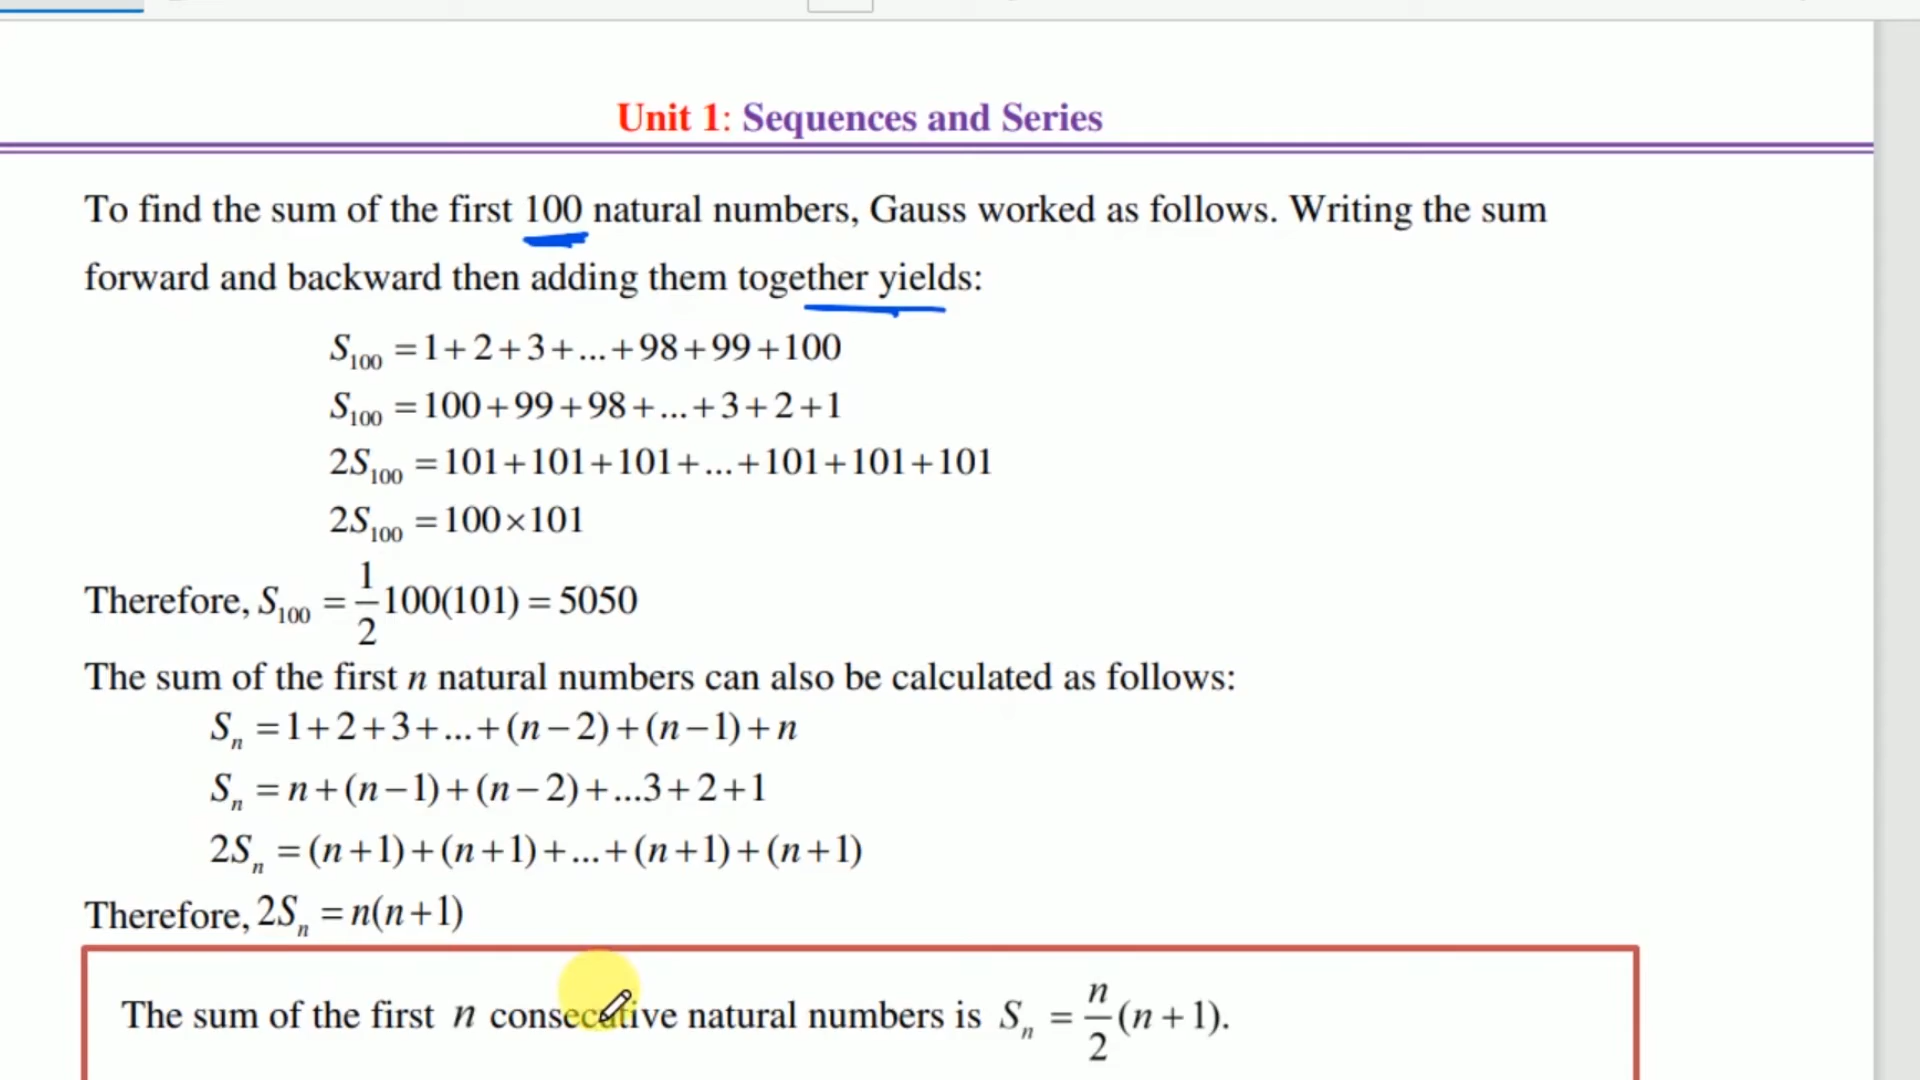 Unit 1: Sequences and Series
To find the sum of the first 100 natural numbers, Gauss worked as follows. Writing the sum
forward and backward then adding them together yields:
S₁₀₀ = 1+2+3+...+98+99+100
S₁₀₀ = 100+99+98+...+3+2+1
2S₁₀₀ = 101+101+101+...+101+101+101
2S₁₀₀ = 100×101
Therefore, S₁₀₀ = 1/2 100(101) = 5050
The sum of the first n natural numbers can also be calculated as follows:
Sₙ = 1+2+3+...+(n−2)+(n−1)+n
Sₙ = n+(n−1)+(n−2)+...3+2+1
2Sₙ = (n+1)+(n+1)+...+(n+1)+(n+1)
Therefore, 2Sₙ = n(n+1)
The sum of the first n consecutive natural numbers is Sₙ = n/2 (n+1).